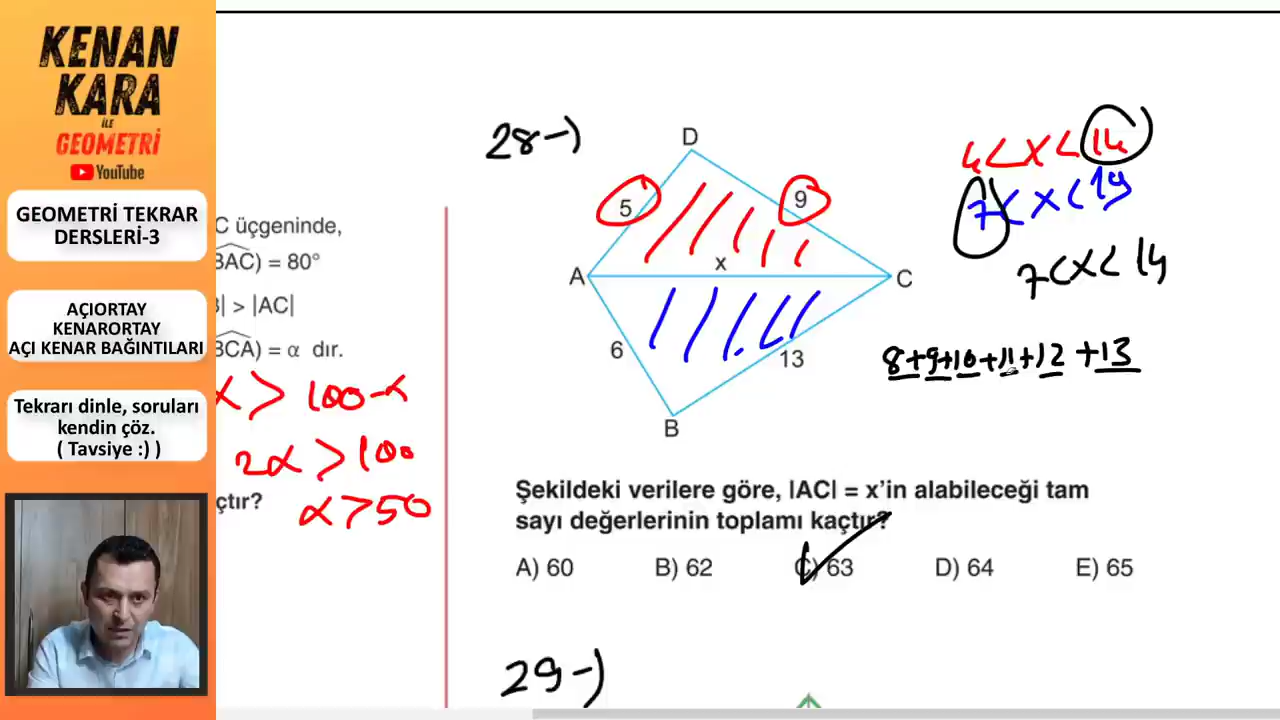 KENAN
KARA
İLE
GEOMETRİ
YouTube
GEOMETRİ TEKRAR
DERSLERİ-3
AÇIORTAY
KENARORTAY
AÇI KENAR BAĞINTILARI
Tekrarı dinle, soruları
kendin çöz.
( Tavsiye :) )
C üçgeninde,
BAC) = 80°
| > |AC|
BCA) = α dır.
α > 100-α
2α > 100
çtır?
α > 50
28-)
D
5
9
A
x
C
6
13
B
4 < x < 14
7 < x < 19
7 < x < 14
8+9+10+11+12+13
Şekildeki verilere göre, |AC| = x'in alabileceği tam
sayı değerlerinin toplamı kaçtır?
A) 60 B) 62 C) 63 D) 64 E) 65
29-)